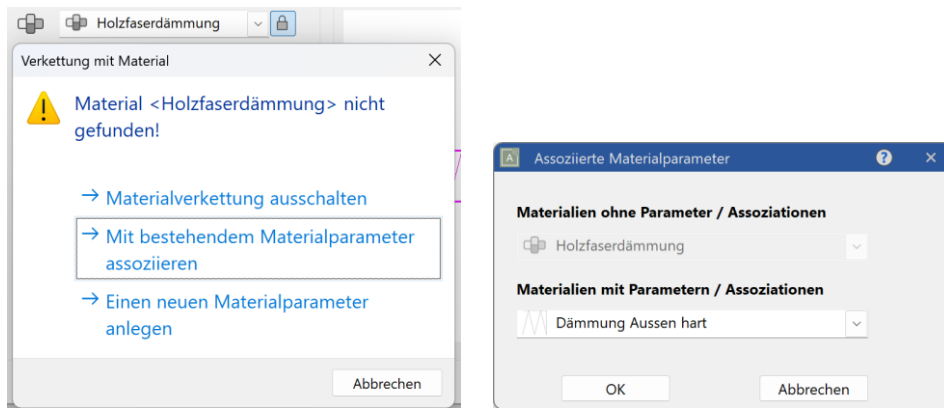 Holzfaserdämmung
Verkettung mit Material
Material <Holzfaserdämmung> nicht
gefunden!
→ Materialverkettung ausschalten
→ Mit bestehendem Materialparameter
assoziieren
→ Einen neuen Materialparameter
anlegen
Abbrechen
Assoziierte Materialparameter
Materialien ohne Parameter / Assoziationen
Holzfaserdämmung
Materialien mit Parametern / Assoziationen
Dämmung Aussen hart
OK Abbrechen